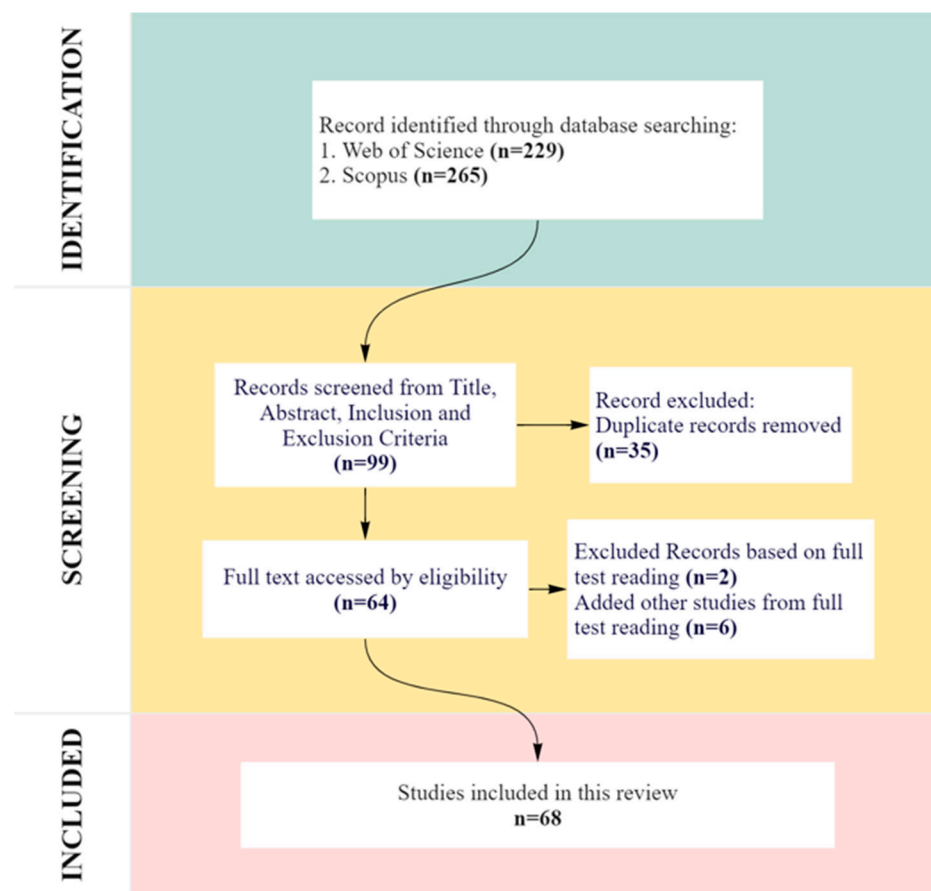 IDENTIFICATION
Record identified through database searching:
1. Web of Science (n=229)
2. Scopus (n=265)
SCREENING
Records screened from Title,
Abstract, Inclusion and
Exclusion Criteria
(n=99)
Record excluded:
Duplicate records removed
(n=35)
Full text accessed by eligibility
(n=64)
Excluded Records based on full
test reading (n=2)
Added other studies from full
test reading (n=6)
INCLUDED
Studies included in this review
n=68